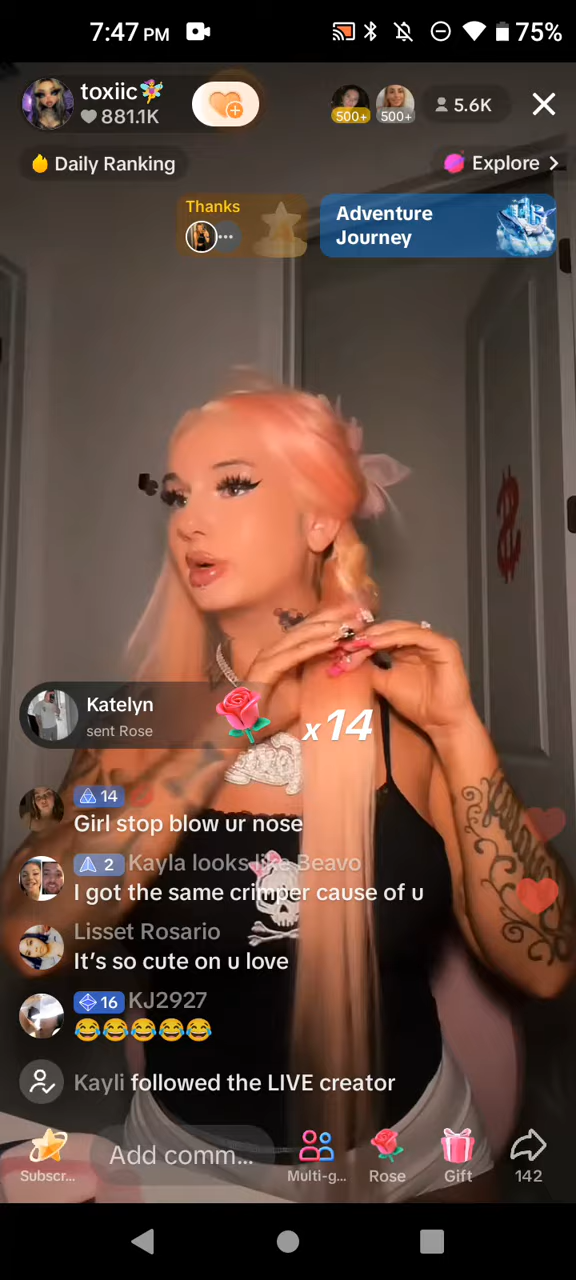 7:47 PM
75%
toxiic🧚‍♀️
881.1K
500+
500+
5.6K
Daily Ranking
Explore >
Thanks
Adventure
Journey
Katelyn
sent Rose
x14
14
Girl stop blow ur nose
2 Kayla looks like Beavo
I got the same crimper cause of u
Lisset Rosario
It's so cute on u love
16 KJ2927
😂😂😂😂😂
Kayli followed the LIVE creator
Subscr...
Add comm...
Multi-g...
Rose
Gift
142